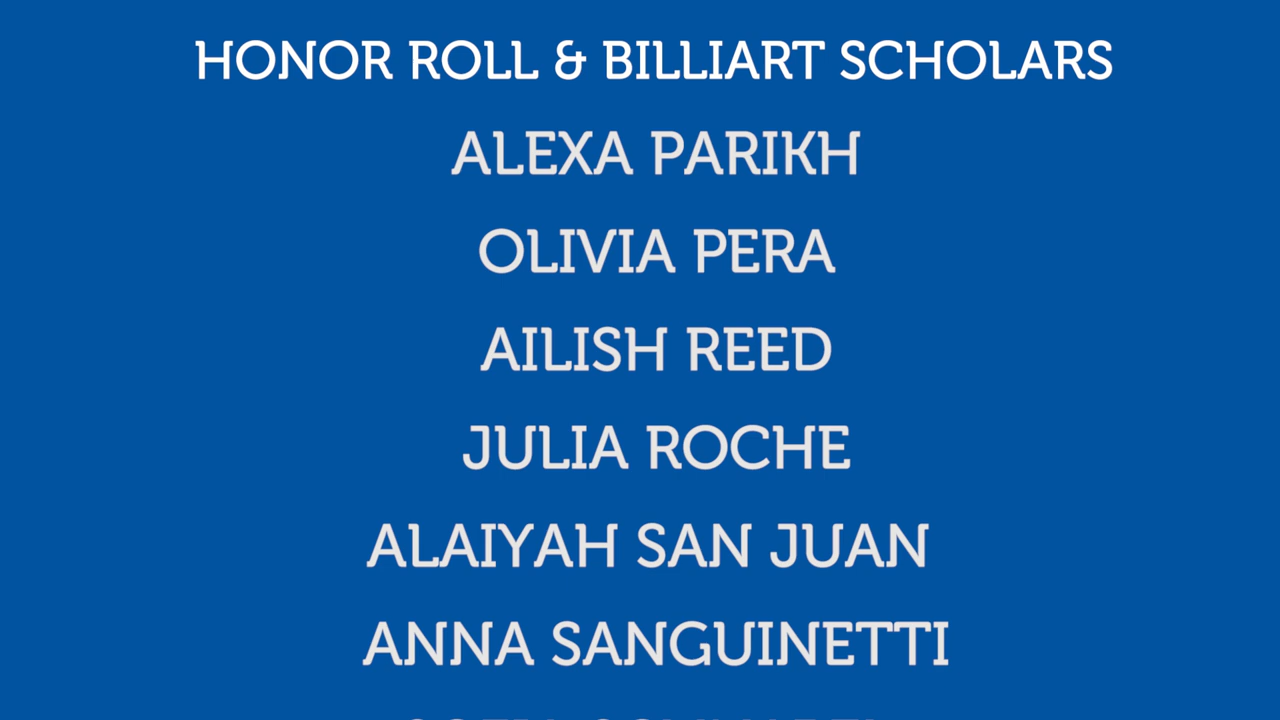 HONOR ROLL & BILLIART SCHOLARS
ALEXA PARIKH
OLIVIA PERA
AILISH REED
JULIA ROCHE
ALAIYAH SAN JUAN
ANNA SANGUINETTI